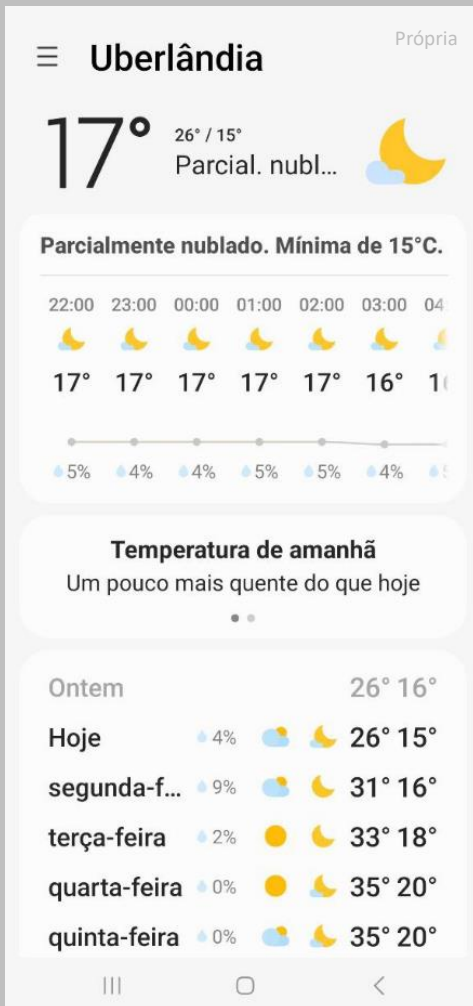 Própria
Uberlândia
17° 26° / 15°
Parcial. nubl...
Parcialmente nublado. Mínima de 15°C.
22:00 23:00 00:00 01:00 02:00 03:00 04
17° 17° 17° 17° 17° 16° 1
5% 4% 4% 5% 5% 4%
Temperatura de amanhã
Um pouco mais quente do que hoje
Ontem 26° 16°
Hoje 4% 26° 15°
segunda-f... 9% 31° 16°
terça-feira 2% 33° 18°
quarta-feira 0% 35° 20°
quinta-feira 0% 35° 20°